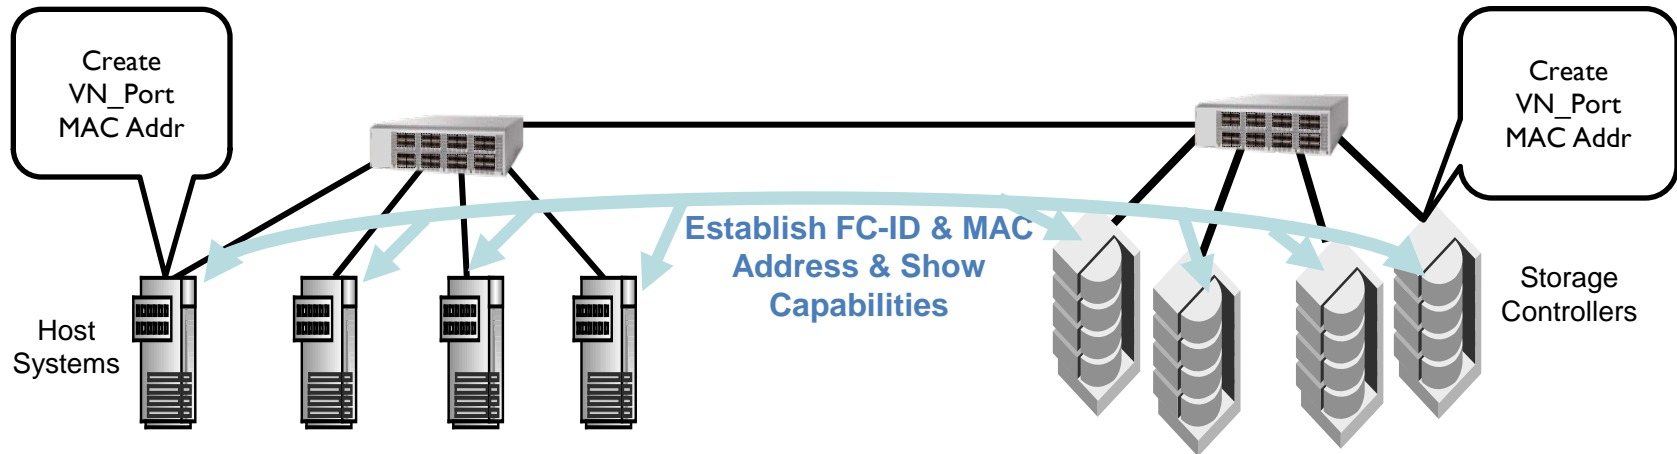 Create
VN_Port
MAC Addr
Create
VN_Port
MAC Addr
Establish FC-ID & MAC
Address & Show
Capabilities
Host
Systems
Storage
Controllers